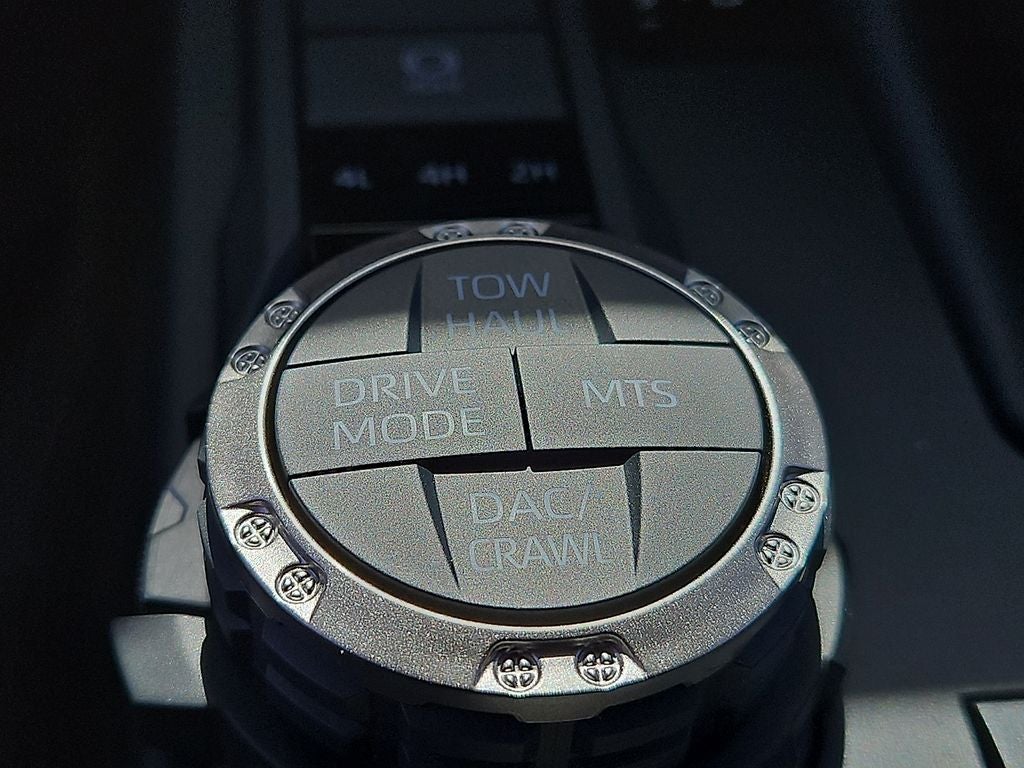 4L 4H 2H
TOW
HAUL
DRIVE
MODE
MTS
DAC/
CRAWL